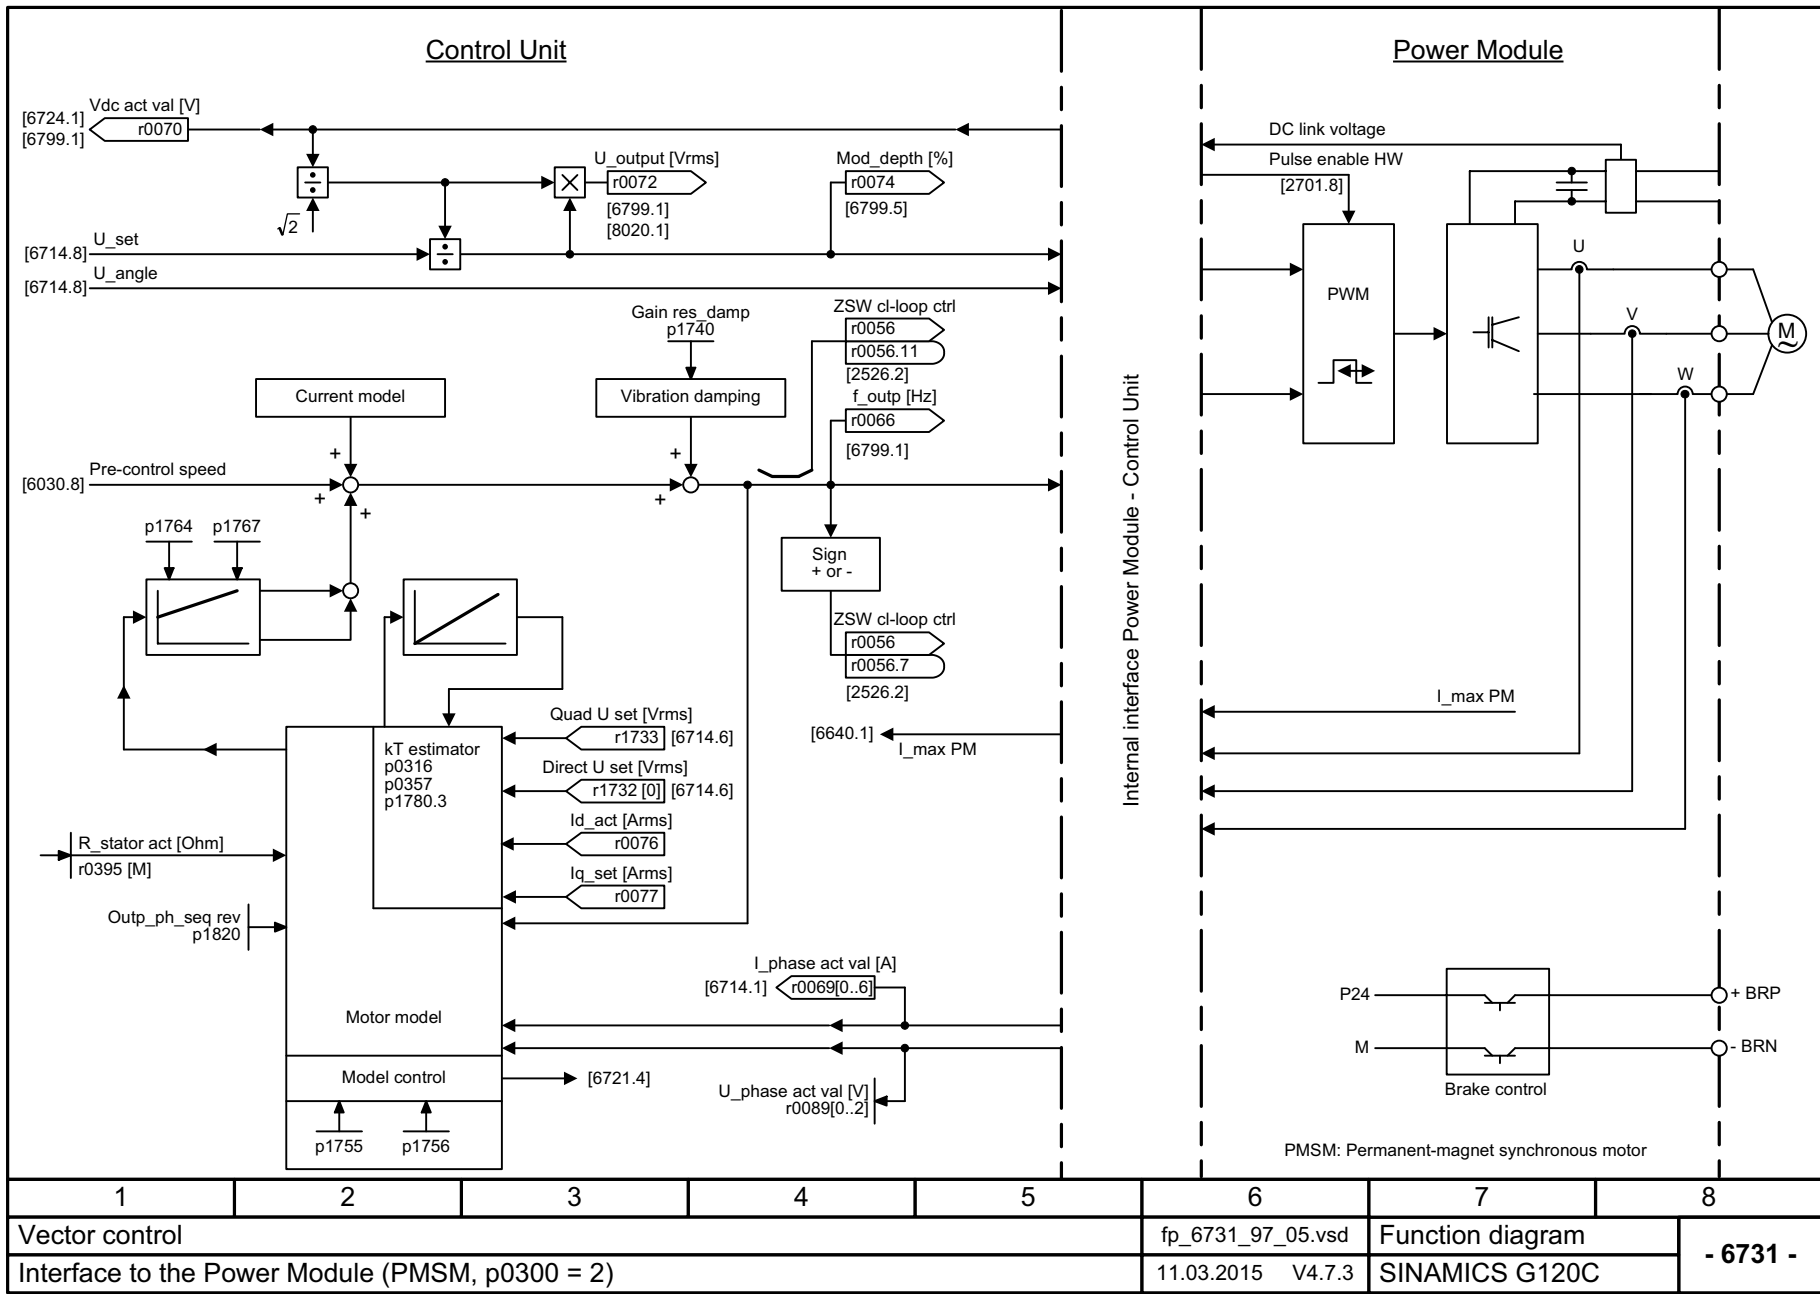 Control Unit
Power Module
Vdc act val [V]
[6724.1]
[6799.1]
r0070
U_output [Vrms]
r0072
[6799.1]
[8020.1]
Mod_depth [%]
r0074
[6799.5]
÷
×
√2
÷
U_set
[6714.8]
U_angle
[6714.8]
DC link voltage
Pulse enable HW
[2701.8]
PWM
U
V
W
M
~
Gain res_damp
p1740
ZSW cl-loop ctrl
r0056
r0056.11
[2526.2]
f_outp [Hz]
r0066
[6799.1]
Current model
Vibration damping
+
+
Pre-control speed
[6030.8]
+
+
+
p1764
p1767
Sign
+ or -
ZSW cl-loop ctrl
r0056
r0056.7
[2526.2]
Internal interface Power Module - Control Unit
I_max PM
[6640.1]
I_max PM
kT estimator
p0316
p0357
p1780.3
Quad U set [Vrms]
r1733
[6714.6]
Direct U set [Vrms]
r1732 [0]
[6714.6]
Id_act [Arms]
r0076
Iq_set [Arms]
r0077
R_stator act [Ohm]
r0395 [M]
Outp_ph_seq rev
p1820
I_phase act val [A]
[6714.1]
r0069[0..6]
Motor model
Model control
[6721.4]
U_phase act val [V]
r0089[0..2]
p1755
p1756
P24
+ BRP
M
- BRN
Brake control
PMSM: Permanent-magnet synchronous motor
1 2 3 4 5 6 7 8
Vector control
fp_6731_97_05.vsd
Function diagram
- 6731 -
Interface to the Power Module (PMSM, p0300 = 2)
11.03.2015 V4.7.3
SINAMICS G120C